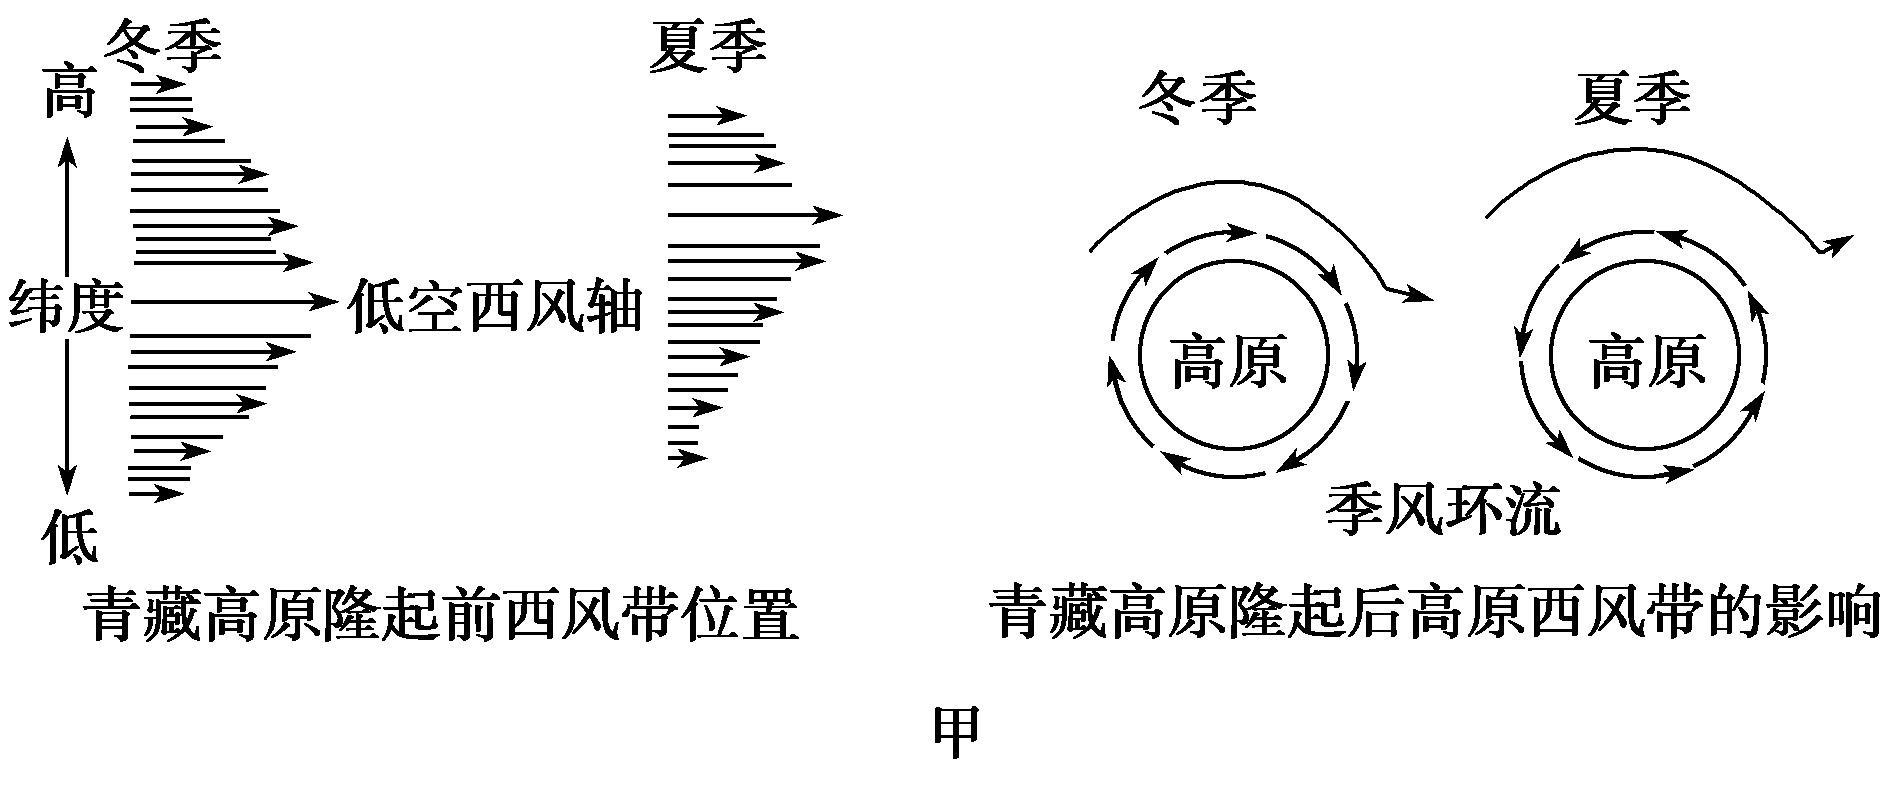 冬季
夏季
高
冬季
夏季
纬度
低空西风轴
高原
高原
季风环流
低
青藏高原隆起前西风带位置
青藏高原隆起后高原西风带的影响
甲